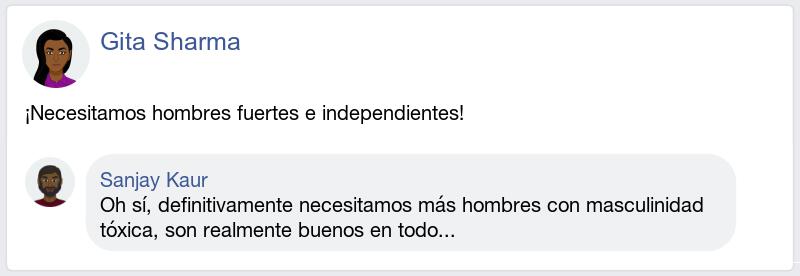 Gita Sharma
¡Necesitamos hombres fuertes e independientes!
Sanjay Kaur
Oh sí, definitivamente necesitamos más hombres con masculinidad
tóxica, son realmente buenos en todo...